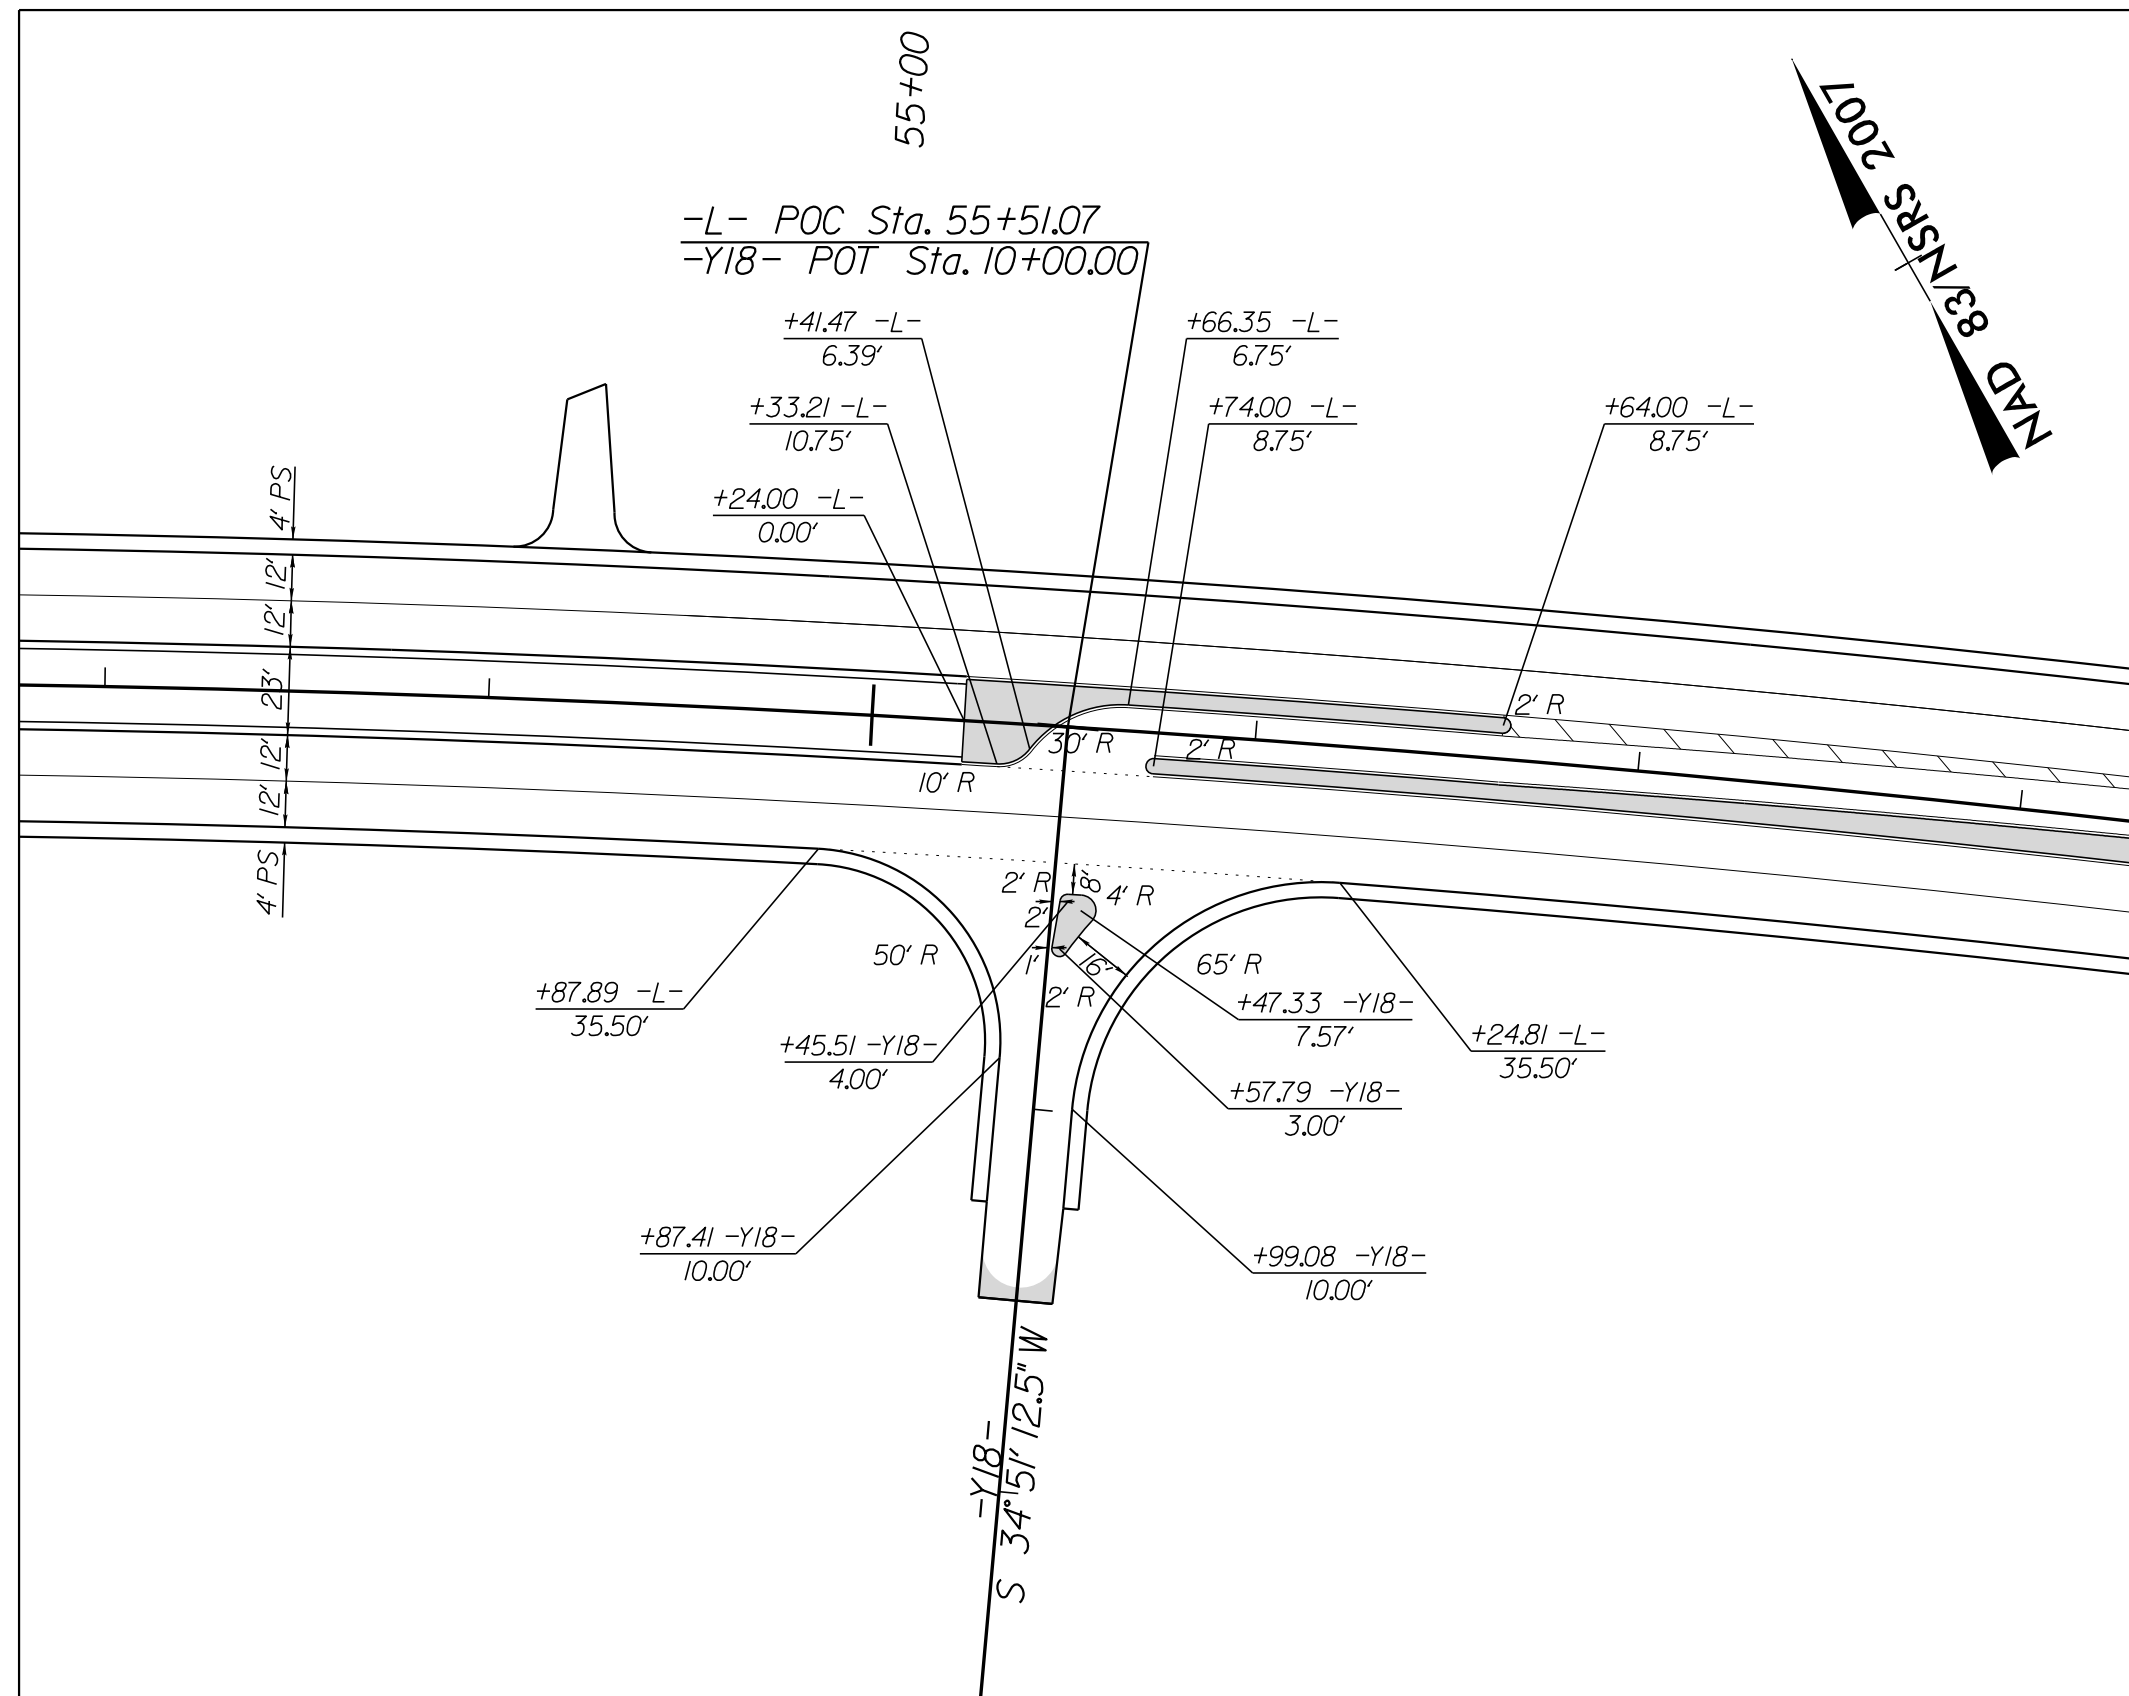 55+00
NAD 83/NSRS 2007
-L- POC Sta. 55+51.07
-Y18- POT Sta. 10+00.00
+41.47 -L-
6.39'
+66.35 -L-
6.75'
+33.21 -L-
10.75'
+74.00 -L-
8.75'
+64.00 -L-
8.75'
+24.00 -L-
0.00'
4' PS
12'
12'
23'
12'
12'
4' PS
2' R
30' R
2' R
10' R
2' R
8'
4' R
2'
50' R
1'
16'
65' R
2' R
+87.89 -L-
35.50'
+47.33 -Y18-
7.57'
+45.51 -Y18-
4.00'
+24.81 -L-
35.50'
+57.79 -Y18-
3.00'
+87.41 -Y18-
10.00'
+99.08 -Y18-
10.00'
-Y18-
S 34°51' 12.5" W